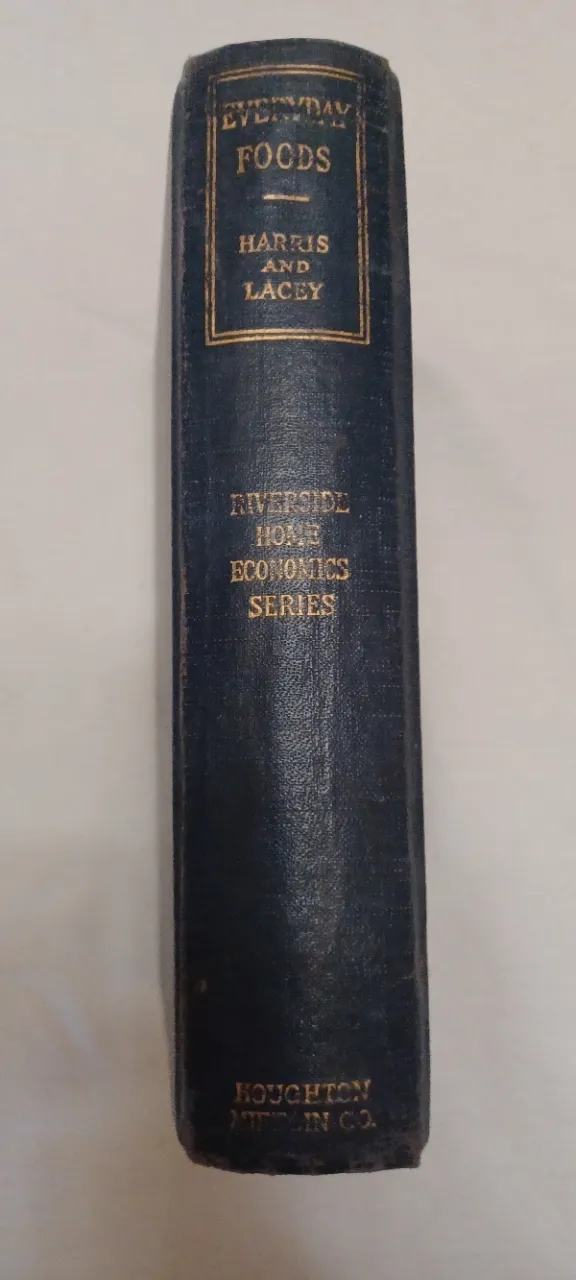 EVERYDAY
FOODS
HARRIS
AND
LACEY
RIVERSIDE
HOME
ECONOMICS
SERIES
HOUGHTON
MIFFLIN CO.